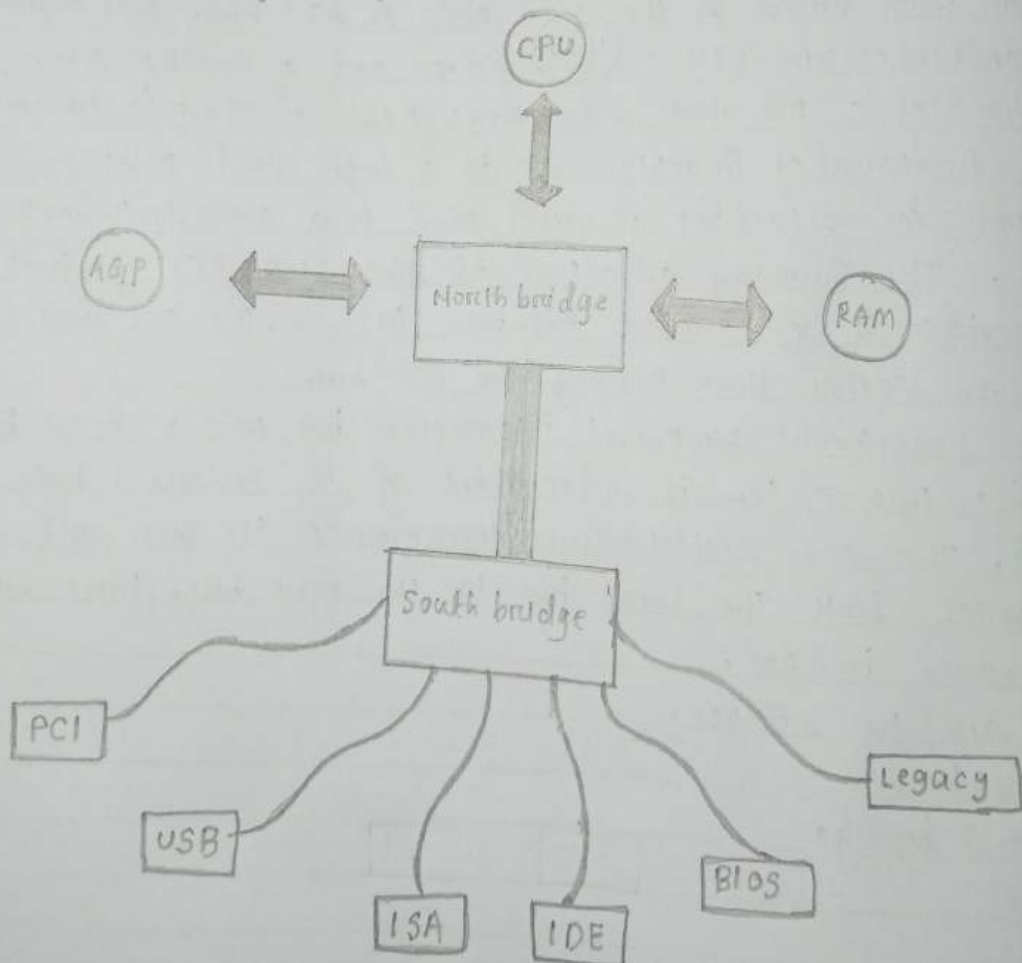 CPU
AGP
North bridge
RAM
South bridge
PCI
Legacy
USB
BIOS
ISA
IDE